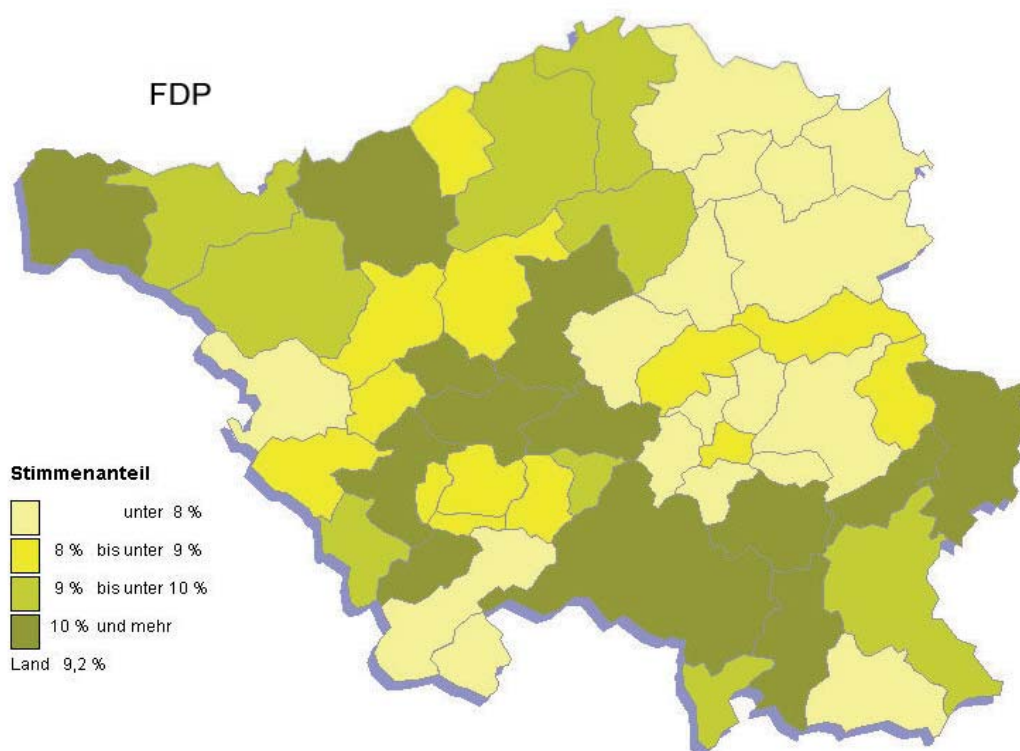 FDP
Stimmenanteil
unter 8 %
8 % bis unter 9 %
9 % bis unter 10 %
10 % und mehr
Land 9,2 %